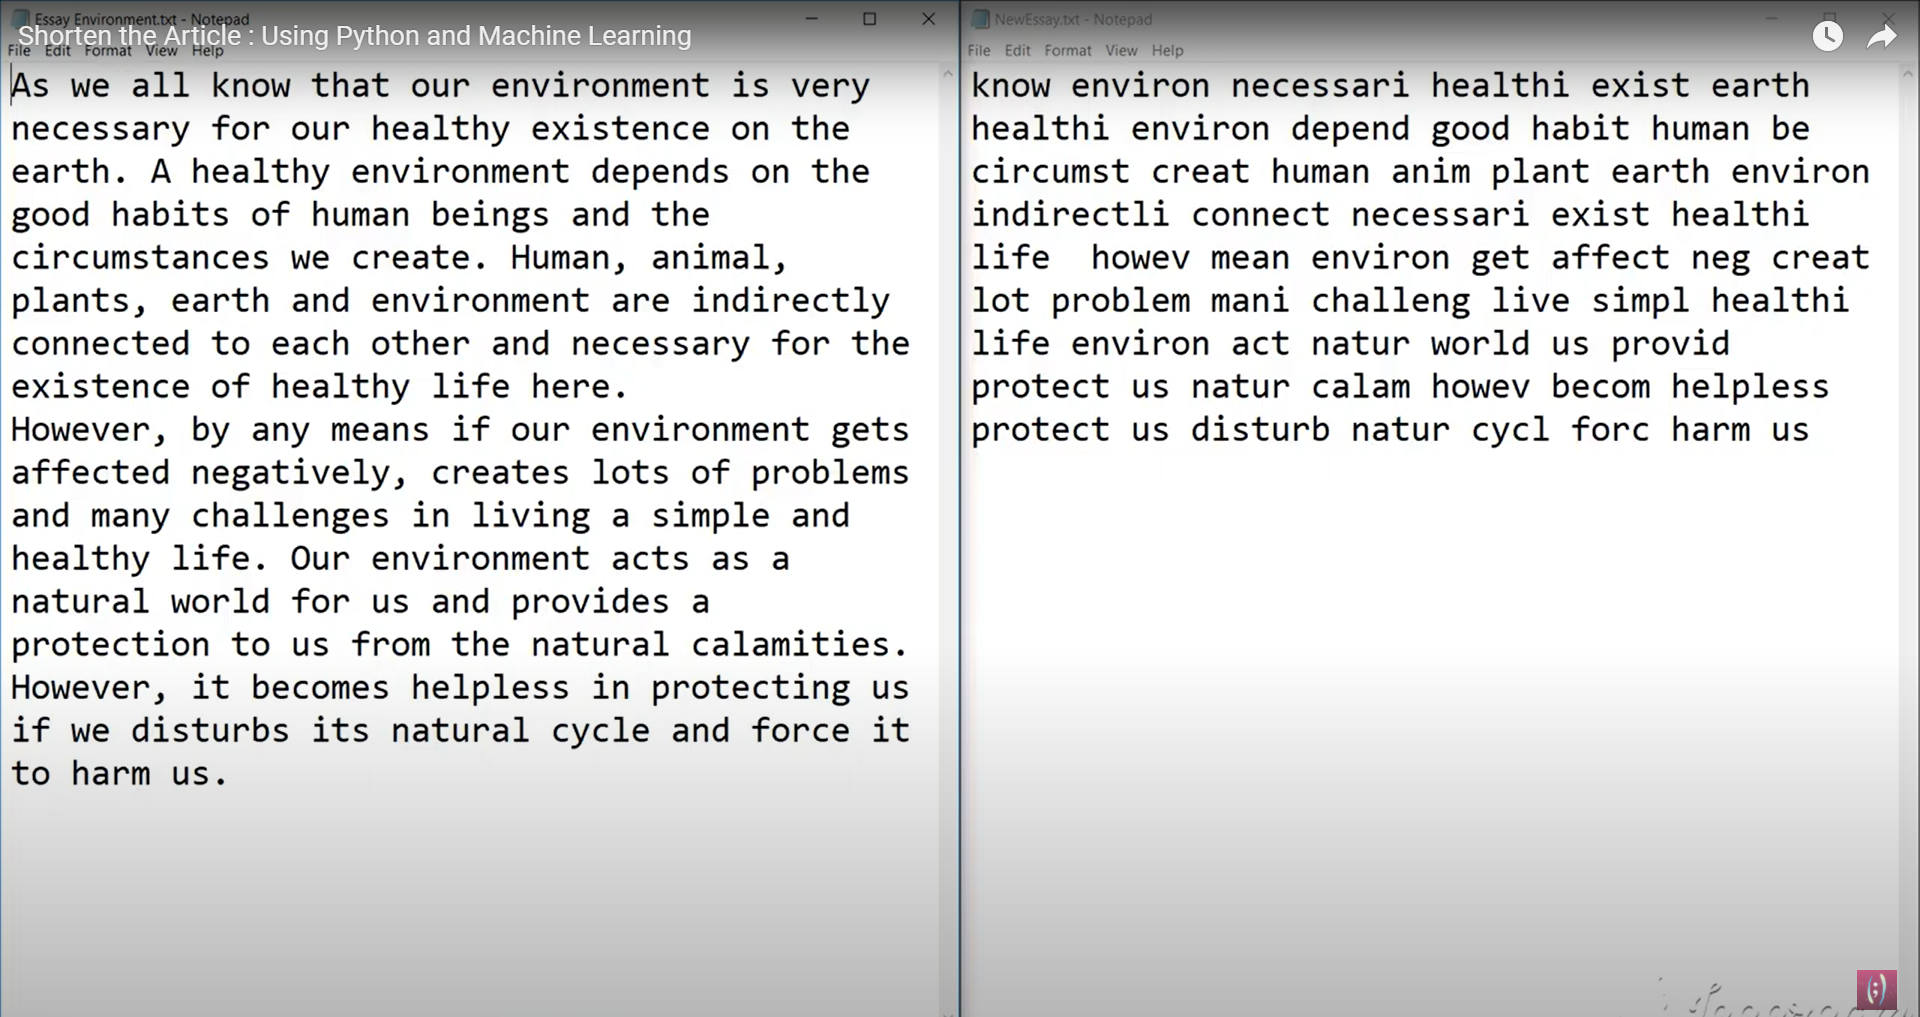 Essay Environment.txt - Notepad
Shorten the Article : Using Python and Machine Learning
File Edit Format View Help
As we all know that our environment is very
necessary for our healthy existence on the
earth. A healthy environment depends on the
good habits of human beings and the
circumstances we create. Human, animal,
plants, earth and environment are indirectly
connected to each other and necessary for the
existence of healthy life here.
However, by any means if our environment gets
affected negatively, creates lots of problems
and many challenges in living a simple and
healthy life. Our environment acts as a
natural world for us and provides a
protection to us from the natural calamities.
However, it becomes helpless in protecting us
if we disturbs its natural cycle and force it
to harm us.
NewEssay.txt - Notepad
File Edit Format View Help
know environ necessari healthi exist earth
healthi environ depend good habit human be
circumst creat human anim plant earth environ
indirectli connect necessari exist healthi
life  howev mean environ get affect neg creat
lot problem mani challeng live simpl healthi
life environ act natur world us provid
protect us natur calam howev becom helpless
protect us disturb natur cycl forc harm us